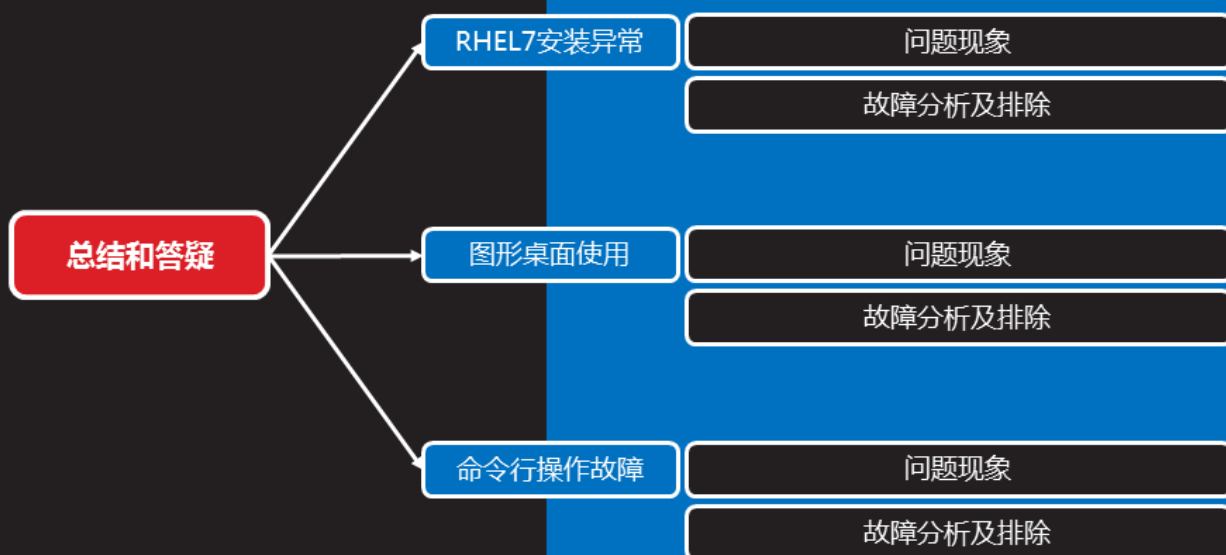 RHEL7安装异常
问题现象
故障分析及排除
总结和答疑
图形桌面使用
问题现象
故障分析及排除
命令行操作故障
问题现象
故障分析及排除